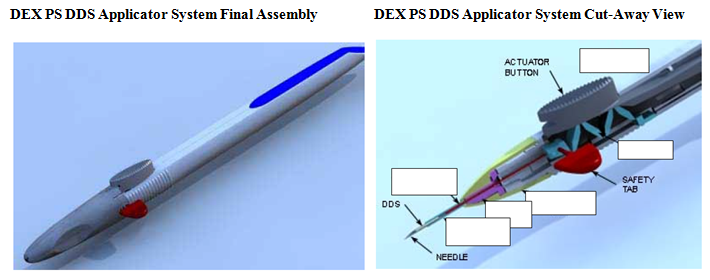 DEX PS DDS Applicator System Final Assembly
DEX PS DDS Applicator System Cut-Away View
ACTUATOR
BUTTON
SAFETY
TAB
DDS
NEEDLE